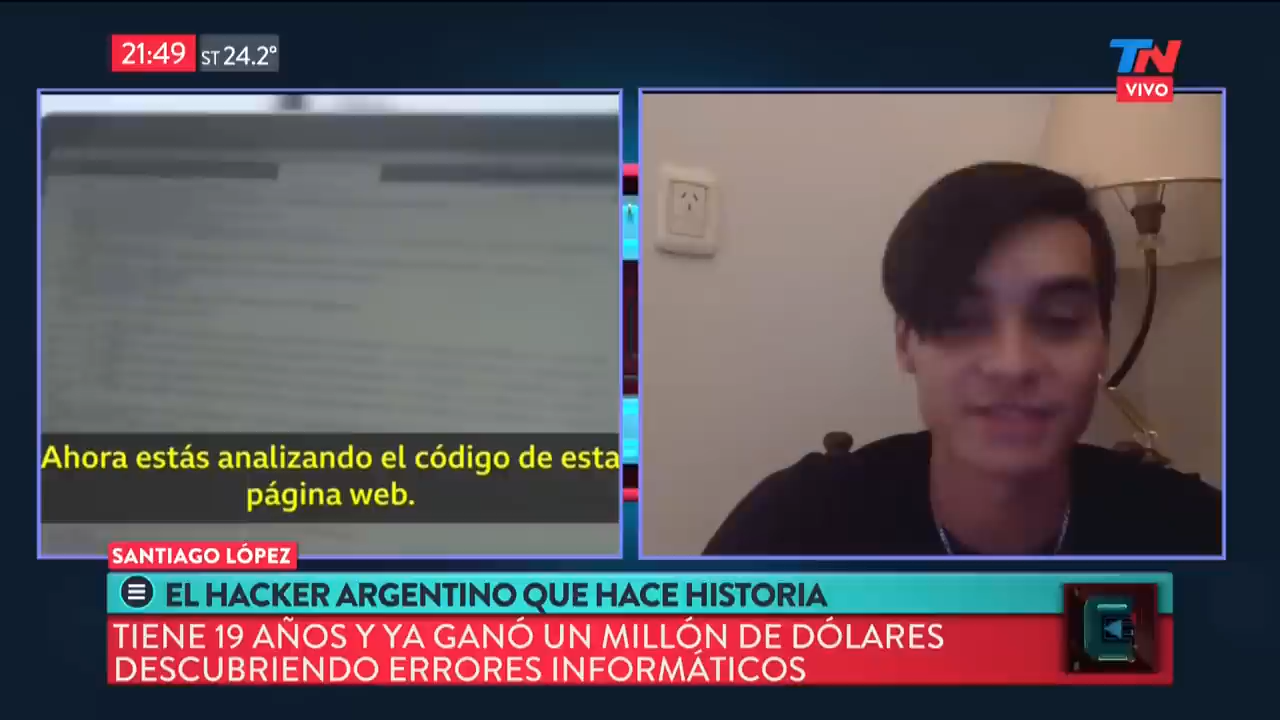 21:49 ST 24.2°
TN
VIVO
Ahora estás analizando el código de esta
página web.
SANTIAGO LÓPEZ
EL HACKER ARGENTINO QUE HACE HISTORIA
TIENE 19 AÑOS Y YA GANÓ UN MILLÓN DE DÓLARES
DESCUBRIENDO ERRORES INFORMÁTICOS